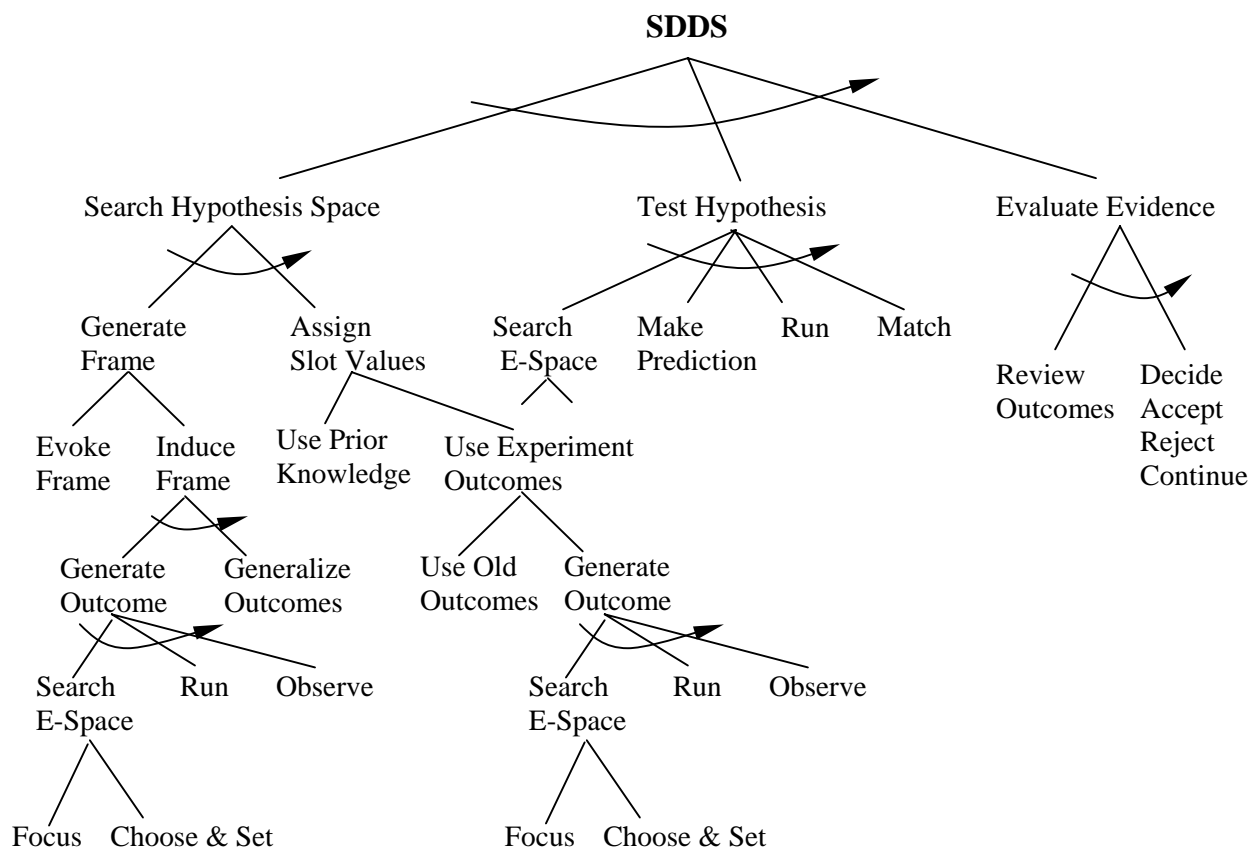 SDDS
Search Hypothesis Space
Test Hypothesis
Evaluate Evidence
Generate
Frame
Assign
Slot Values
Search
E-Space
Make
Prediction
Run
Match
Review
Outcomes
Decide
Accept
Reject
Continue
Evoke
Frame
Induce
Frame
Use Prior
Knowledge
Use Experiment
Outcomes
Generate
Outcome
Generalize
Outcomes
Use Old
Outcomes
Generate
Outcome
Search
E-Space
Run
Observe
Search
E-Space
Run
Observe
Focus
Choose & Set
Focus
Choose & Set